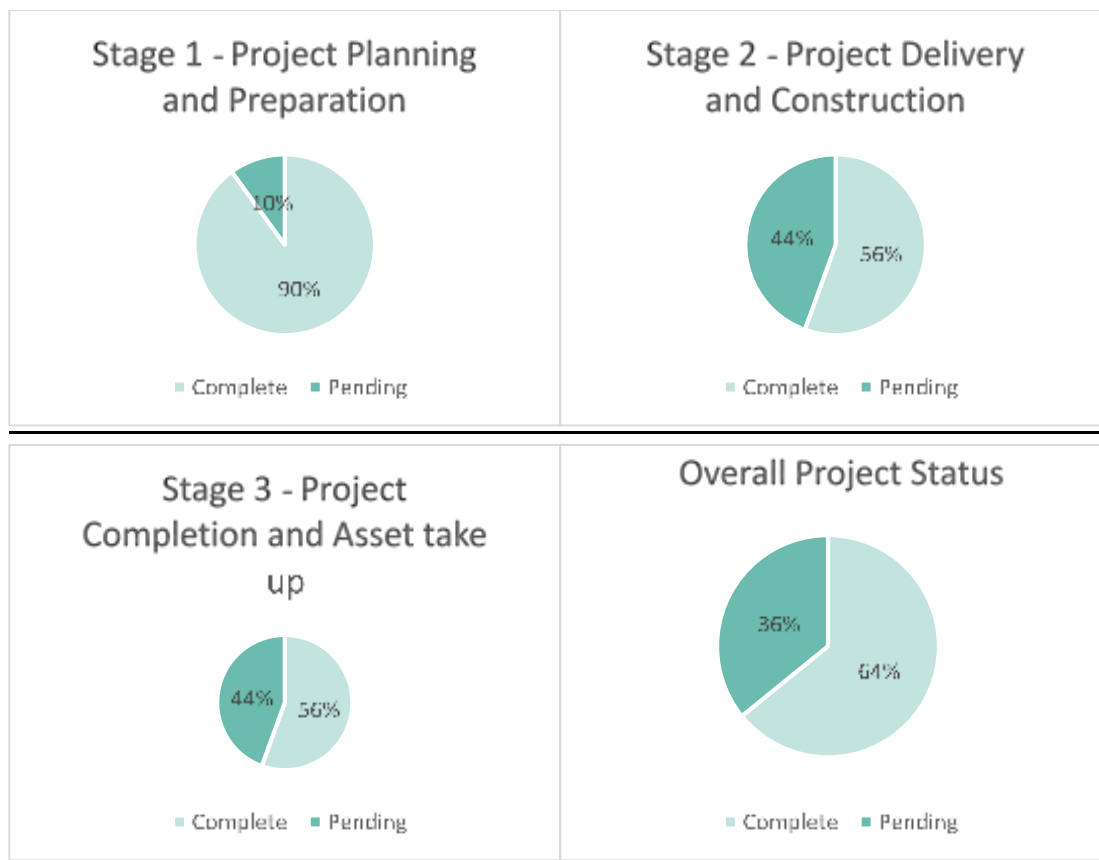 Stage 1 - Project Planning
and Preparation
10%
90%
Complete Pending
Stage 2 - Project Delivery
and Construction
44%
56%
Complete Pending
Stage 3 - Project
Completion and Asset take
up
44%
56%
Complete Pending
Overall Project Status
36%
64%
Complete Pending